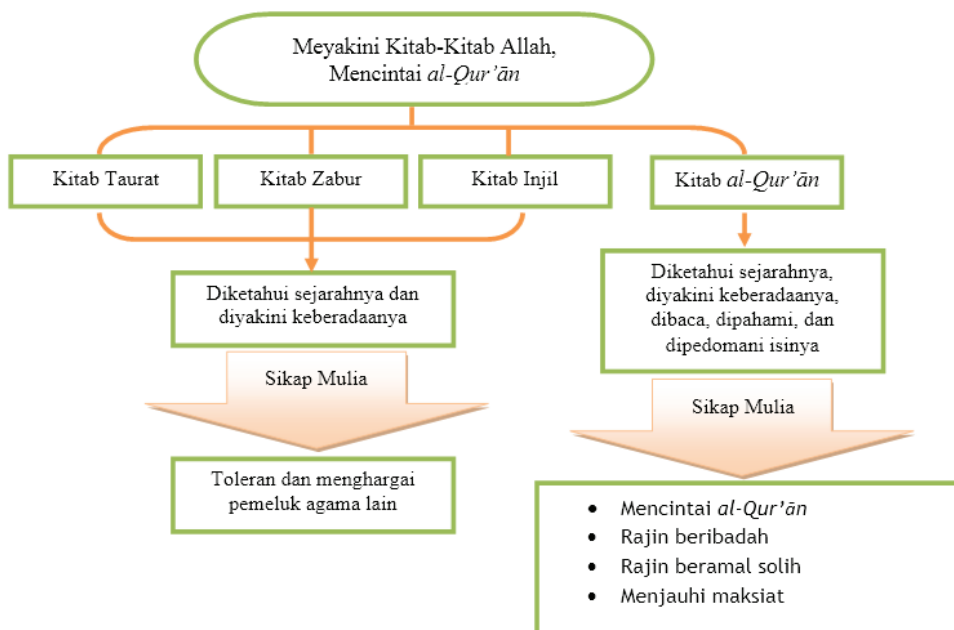 Meyakini Kitab-Kitab Allah,
Mencintai al-Qur’ān
Kitab Taurat
Kitab Zabur
Kitab Injil
Kitab al-Qur’ān
Diketahui sejarahnya dan
diyakini keberadaanya
Diketahui sejarahnya,
diyakini keberadaanya,
dibaca, dipahami, dan
dipedomani isinya
Sikap Mulia
Sikap Mulia
Toleran dan menghargai
pemeluk agama lain
• Mencintai al-Qur’ān
• Rajin beribadah
• Rajin beramal solih
• Menjauhi maksiat